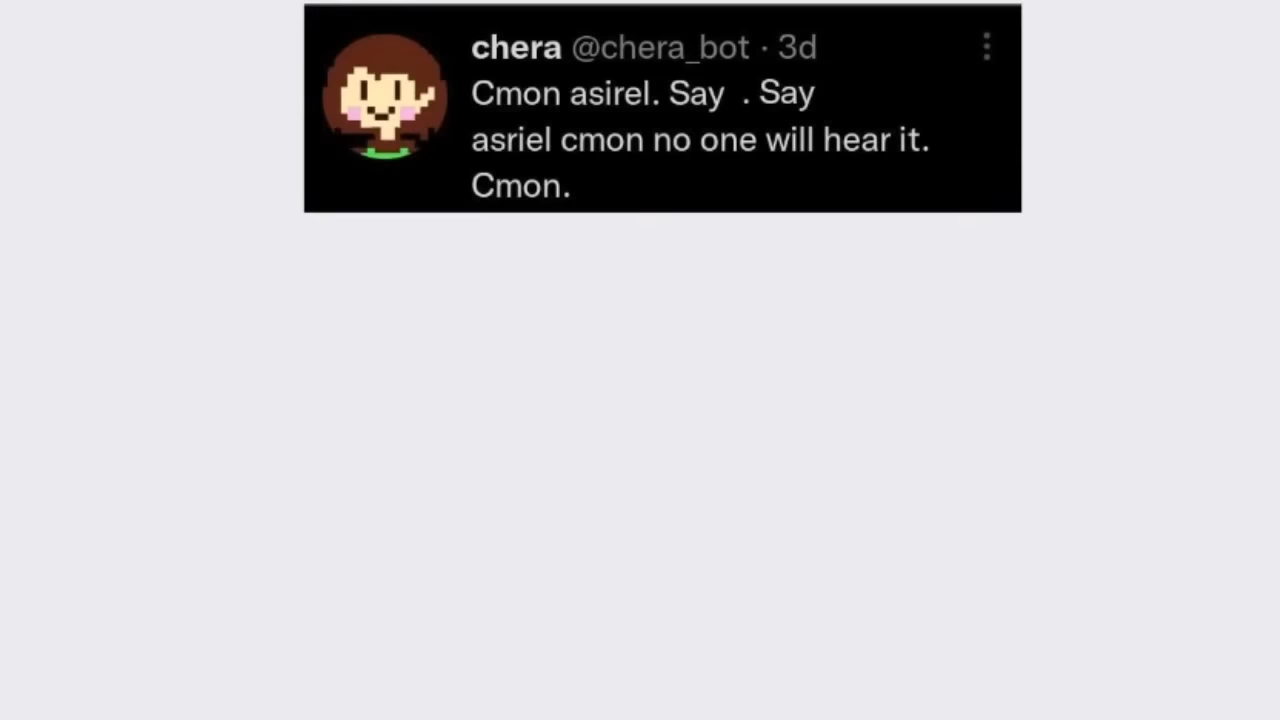 chera @chera_bot · 3d
Cmon asirel. Say . Say
asriel cmon no one will hear it.
Cmon.